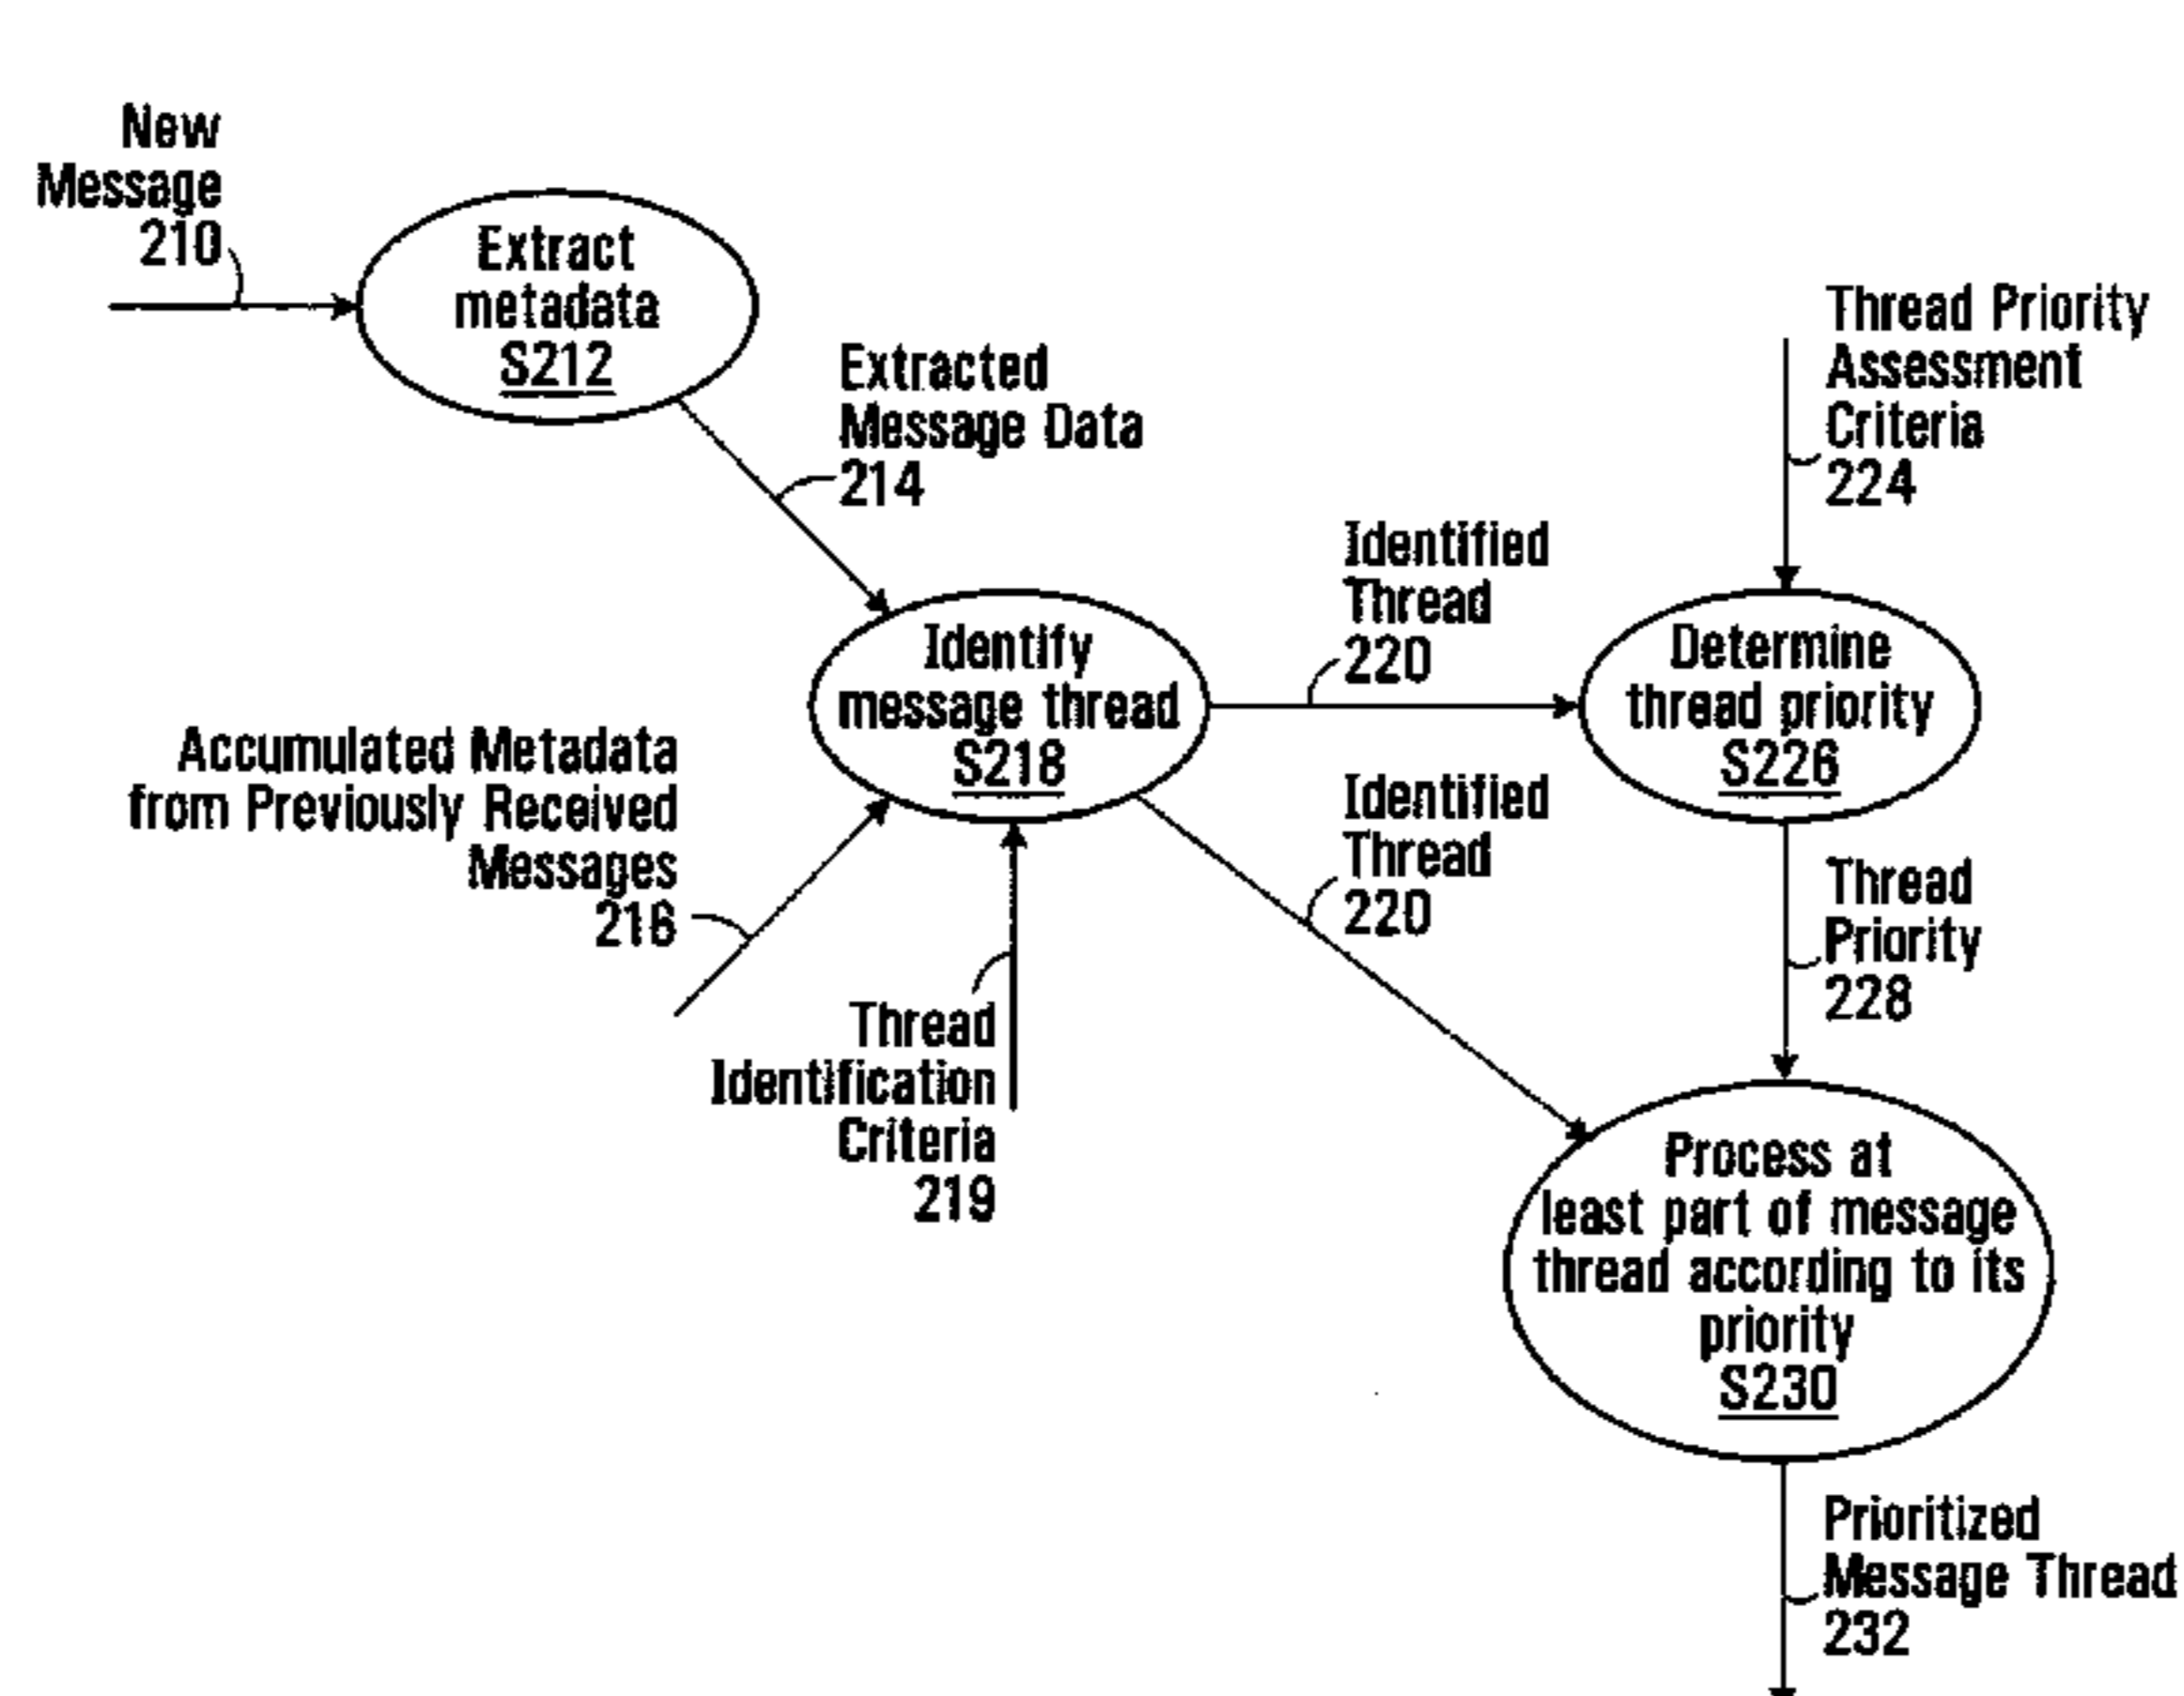 New
Message
210
Extract
metadata
S212
Extracted
Message Data
214
Thread Priority
Assessment
Criteria
224
Identified
Thread
220
Identify
message thread
S218
Determine
thread priority
S226
Accumulated Metadata
from Previously Received
Messages
216
Identified
Thread
220
Thread
Priority
228
Thread
Identification
Criteria
219
Process at
least part of message
thread according to its
priority
S230
Prioritized
Message Thread
232